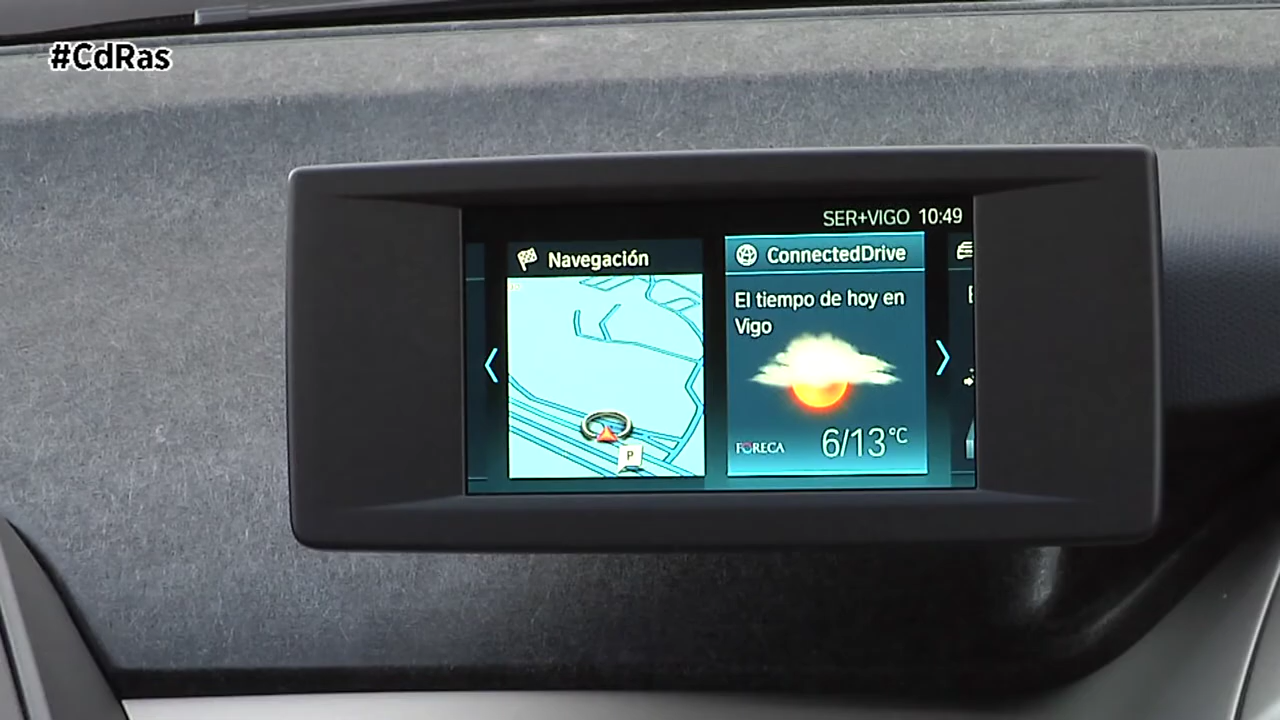 #CdRas
SER+VIGO 10:49
Navegación
ConnectedDrive
El tiempo de hoy en
Vigo
P
FORECA
6/13°C